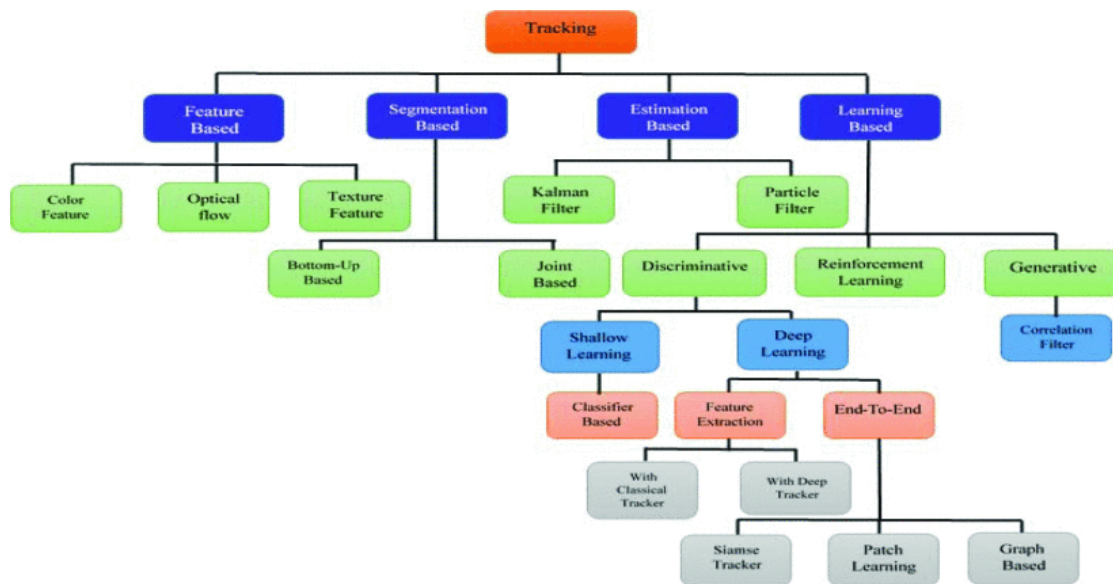 Tracking
Feature
Based
Segmentation
Based
Estimation
Based
Learning
Based
Color
Feature
Optical
flow
Texture
Feature
Kalman
Filter
Particle
Filter
Bottom-Up
Based
Joint
Based
Discriminative
Reinforcement
Learning
Generative
Shallow
Learning
Deep
Learning
Correlation
Filter
Classifier
Based
Feature
Extraction
End-To-End
With
Classical
Tracker
With Deep
Tracker
Siamse
Tracker
Patch
Learning
Graph
Based